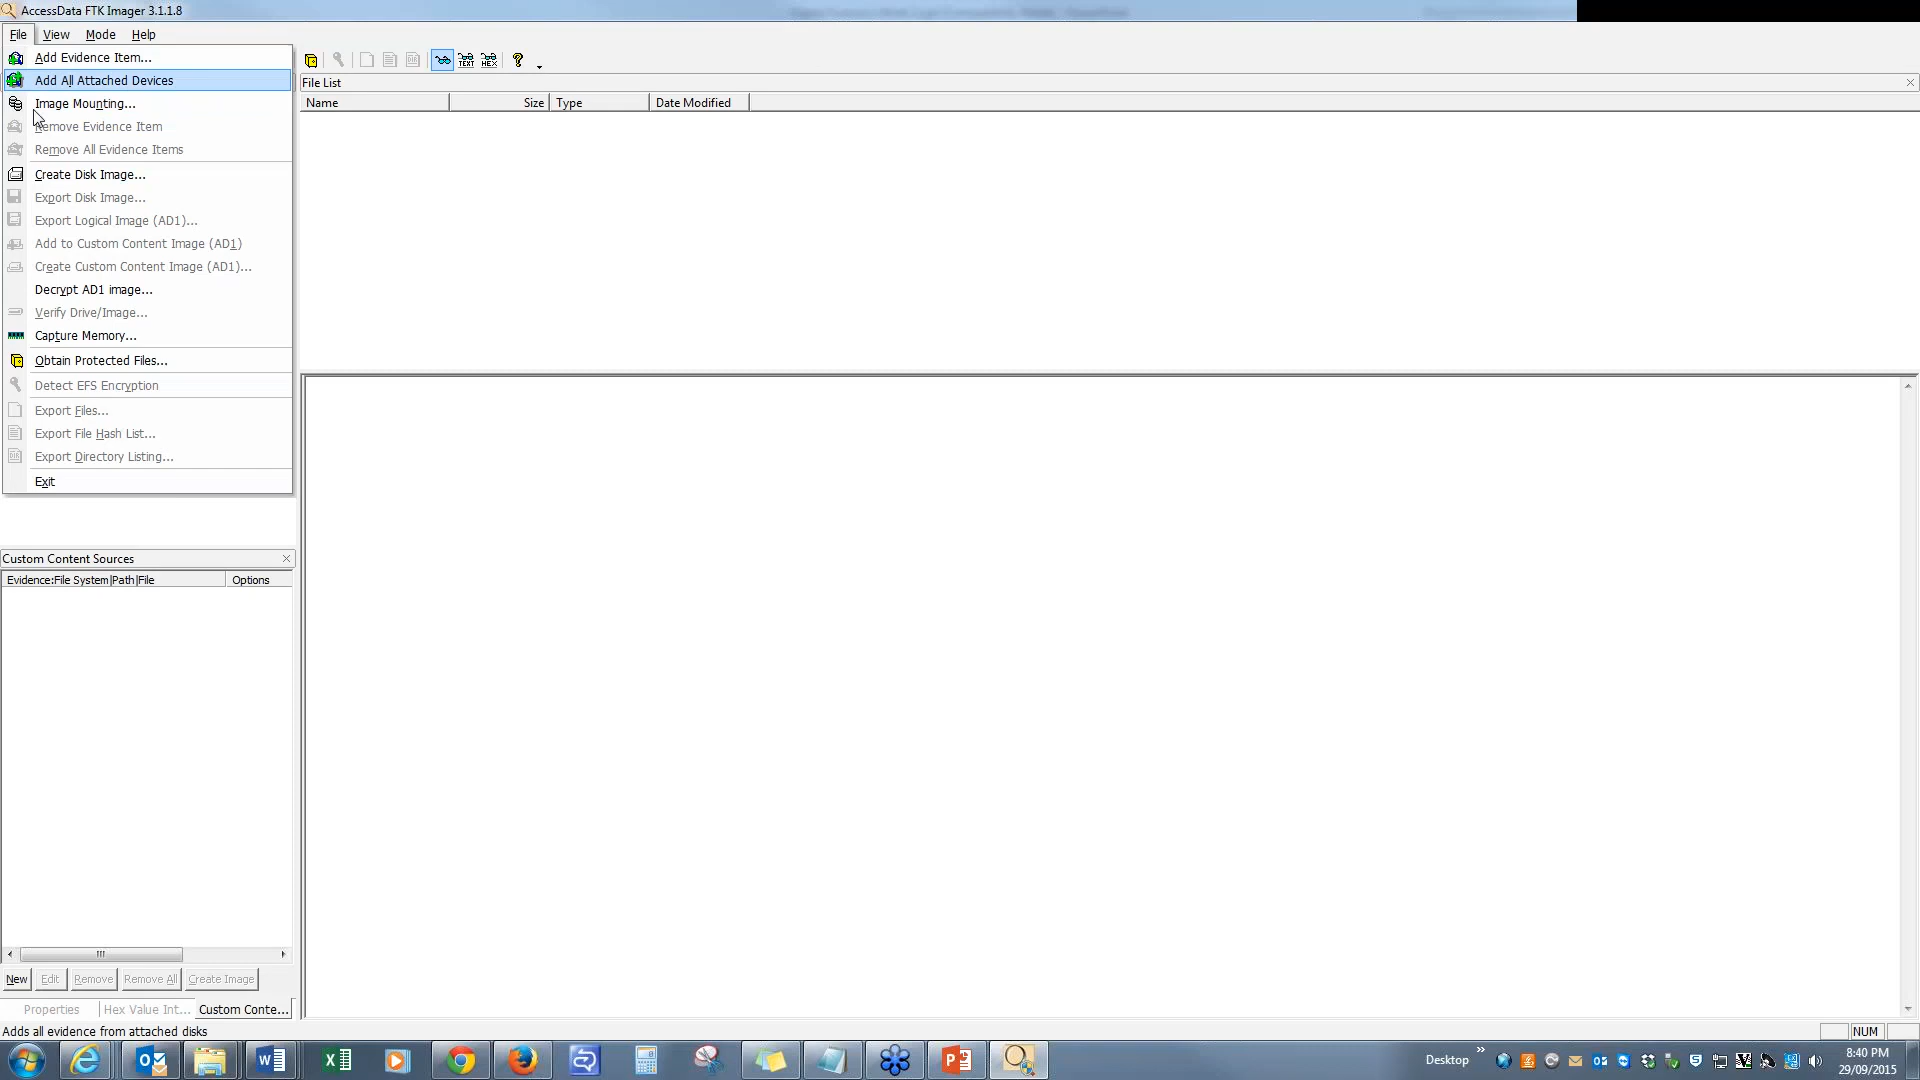 AccessData FTK Imager 3.1.1.8
File View Mode Help
Add Evidence Item...
Add All Attached Devices
Image Mounting...
Remove Evidence Item
Remove All Evidence Items
Create Disk Image...
Export Disk Image...
Export Logical Image (AD1)...
Add to Custom Content Image (AD1)
Create Custom Content Image (AD1)...
Decrypt AD1 image...
Verify Drive/Image...
Capture Memory...
Obtain Protected Files...
Detect EFS Encryption
Export Files...
Export File Hash List...
Export Directory Listing...
Exit
TEXT HEX
File List
Name Size Type Date Modified
Custom Content Sources
Evidence:File System|Path|File Options
New Edit Remove Remove All Create Image
Properties Hex Value Int... Custom Conte...
Adds all evidence from attached disks
NUM
Desktop
8:40 PM
29/09/2015